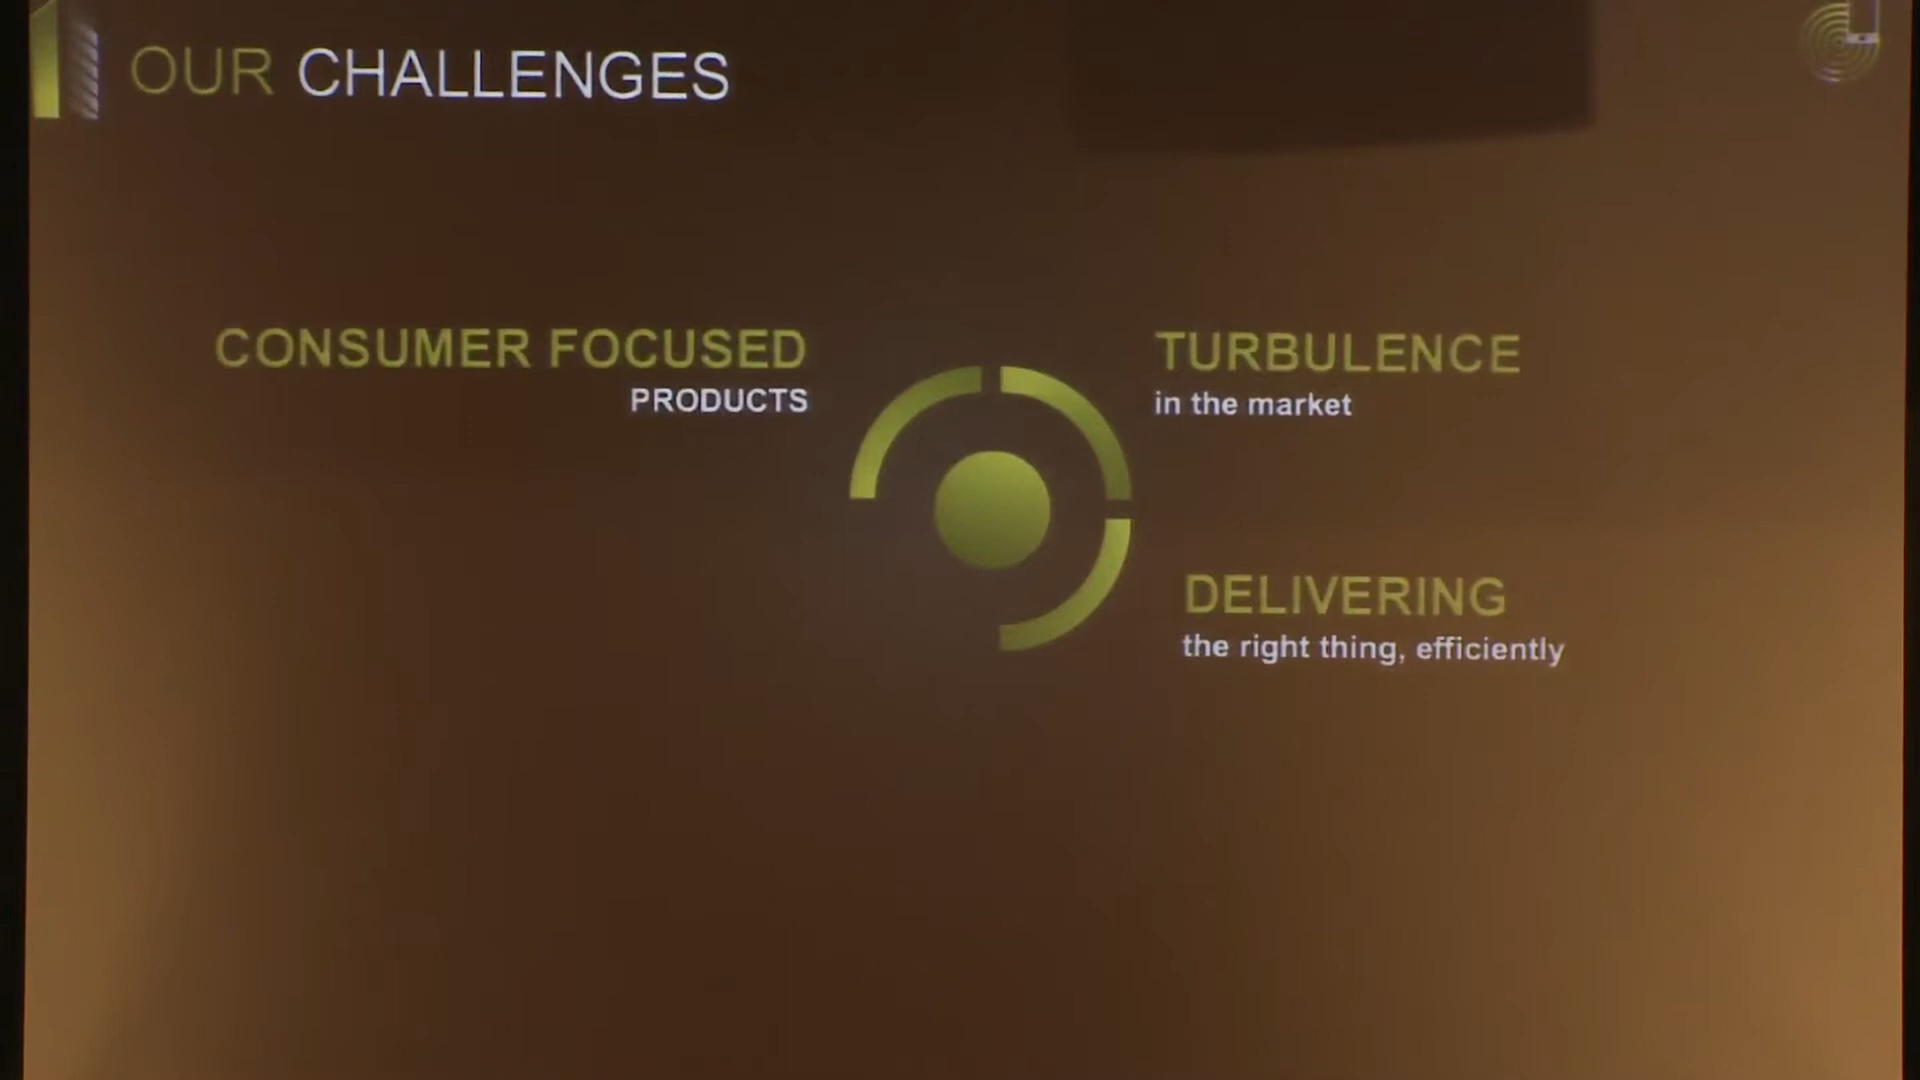 OUR CHALLENGES
CONSUMER FOCUSED
PRODUCTS
TURBULENCE
in the market
DELIVERING
the right thing, efficiently